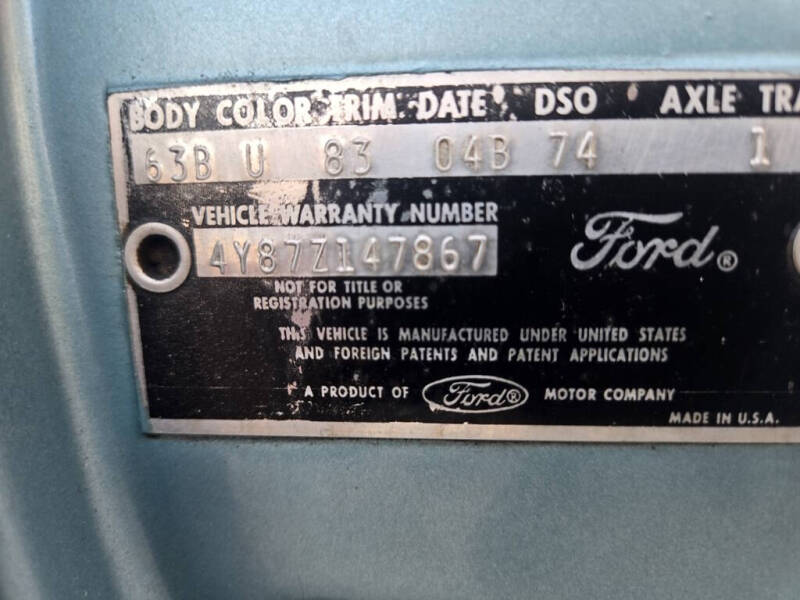 BODY COLOR TRIM DATE DSO AXLE TRA
63B U 83 04B 74 1
VEHICLE WARRANTY NUMBER
4Y87Z147867
Ford®
NOT FOR TITLE OR
REGISTRATION PURPOSES
THIS VEHICLE IS MANUFACTURED UNDER UNITED STATES
AND FOREIGN PATENTS AND PATENT APPLICATIONS
A PRODUCT OF Ford® MOTOR COMPANY
MADE IN U.S.A.